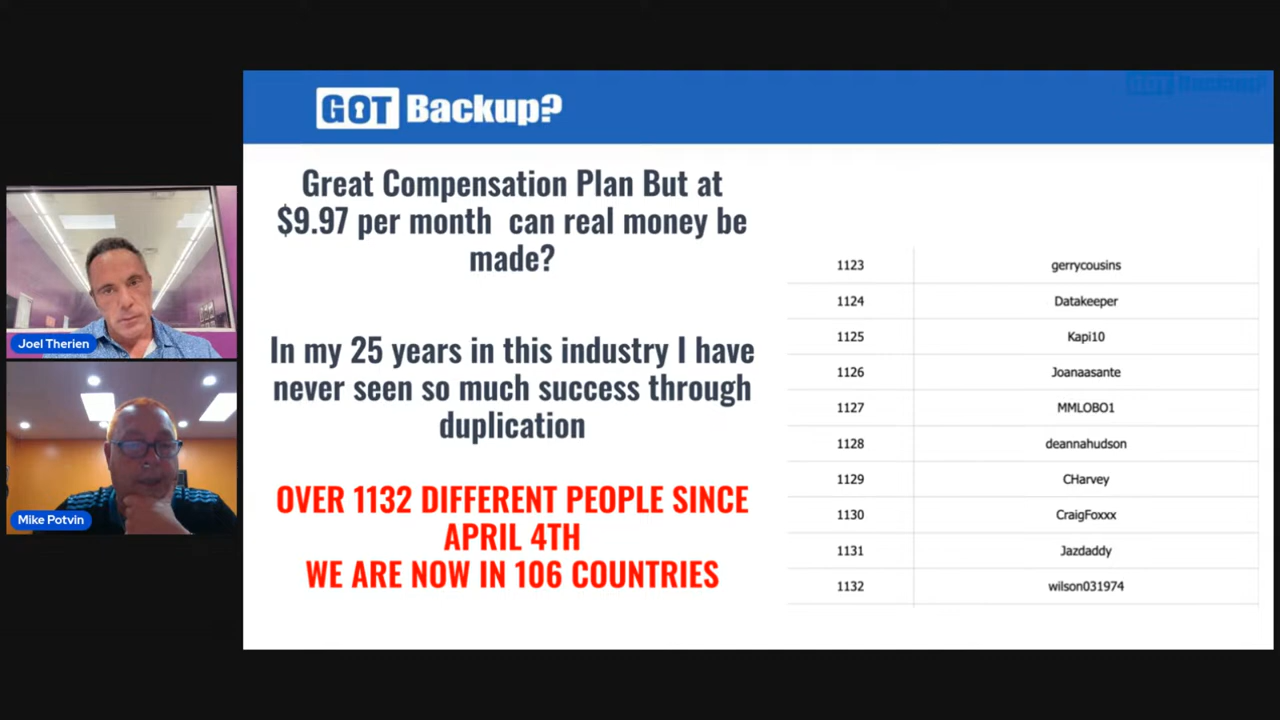 GOT Backup?
GOT Backup?
Great Compensation Plan But at
$9.97 per month can real money be
made?
In my 25 years in this industry I have
never seen so much success through
duplication
OVER 1132 DIFFERENT PEOPLE SINCE
APRIL 4TH
WE ARE NOW IN 106 COUNTRIES
1123 gerrycousins
1124 Datakeeper
1125 Kapi10
1126 Joanaasante
1127 MMLOBO1
1128 deannahudson
1129 CHarvey
1130 CraigFoxxx
1131 Jazdaddy
1132 wilson031974
Joel Therien
Mike Potvin